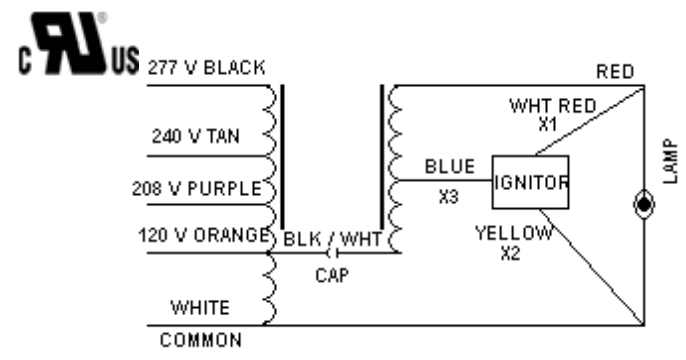 c RU US
277 V BLACK
RED
WHT RED
X1
240 V TAN
BLUE
X3
IGNITOR
LAMP
208 V PURPLE
120 V ORANGE
BLK / WHT
CAP
YELLOW
X2
WHITE
COMMON